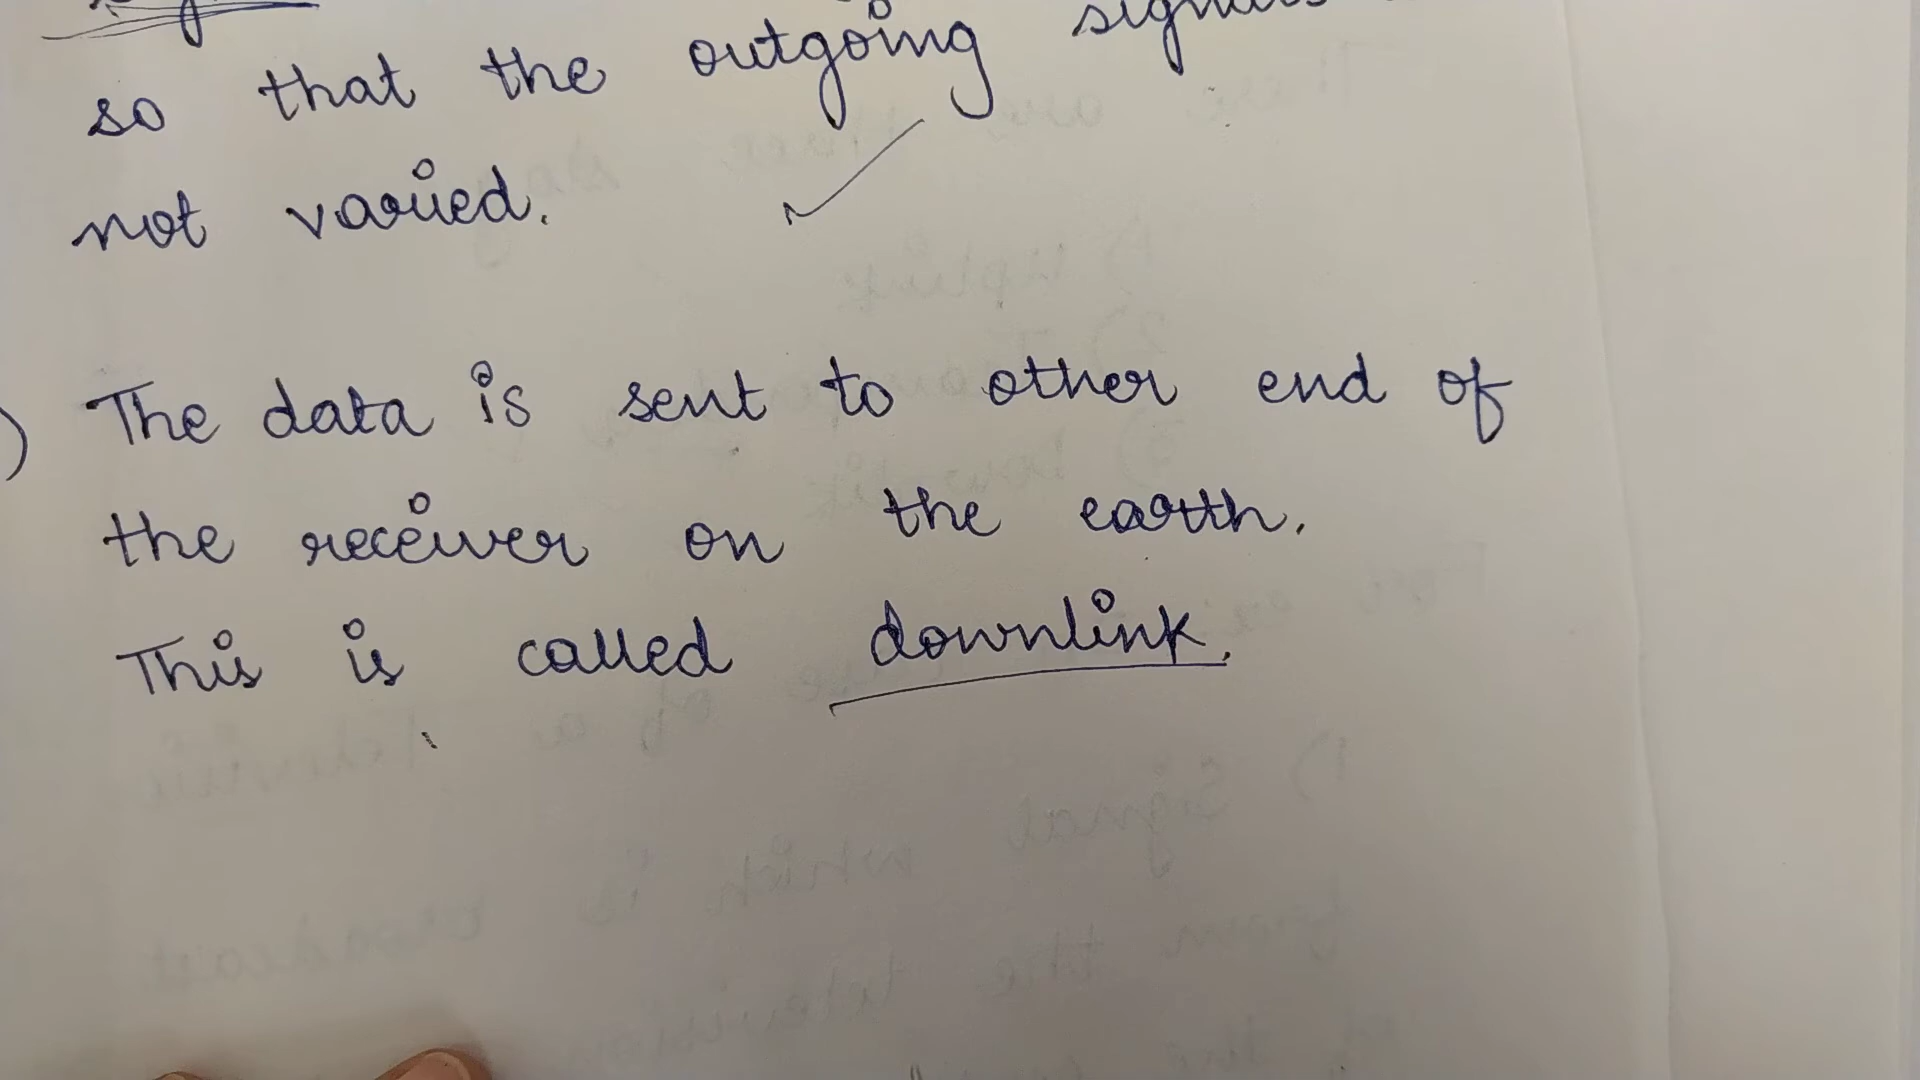 so that the outgoing signals
not varied.
) The data is sent to other end of
the receiver on the earth.
This is called downlink.